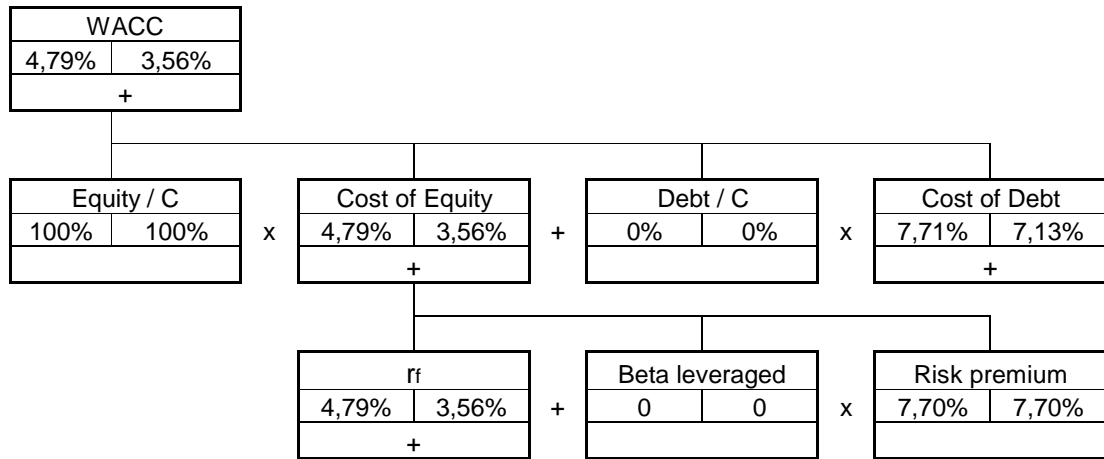 WACC
4,79% 3,56%
+
Equity / C Cost of Equity Debt / C Cost of Debt
100% 100% x 4,79% 3,56% + 0% 0% x 7,71% 7,13%
+ +
rf Beta leveraged Risk premium
4,79% 3,56% + 0 0 x 7,70% 7,70%
+